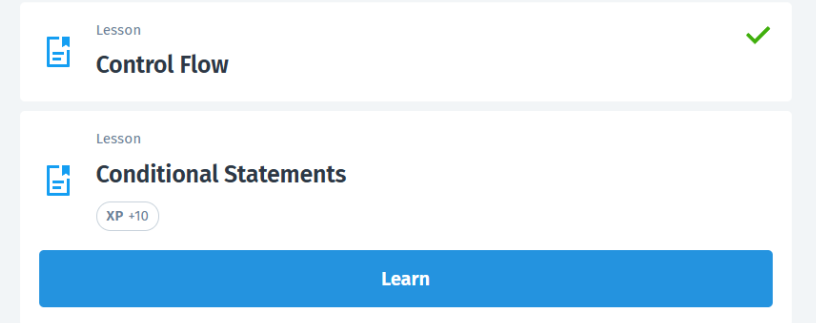 Lesson
Control Flow
Lesson
Conditional Statements
XP +10
Learn